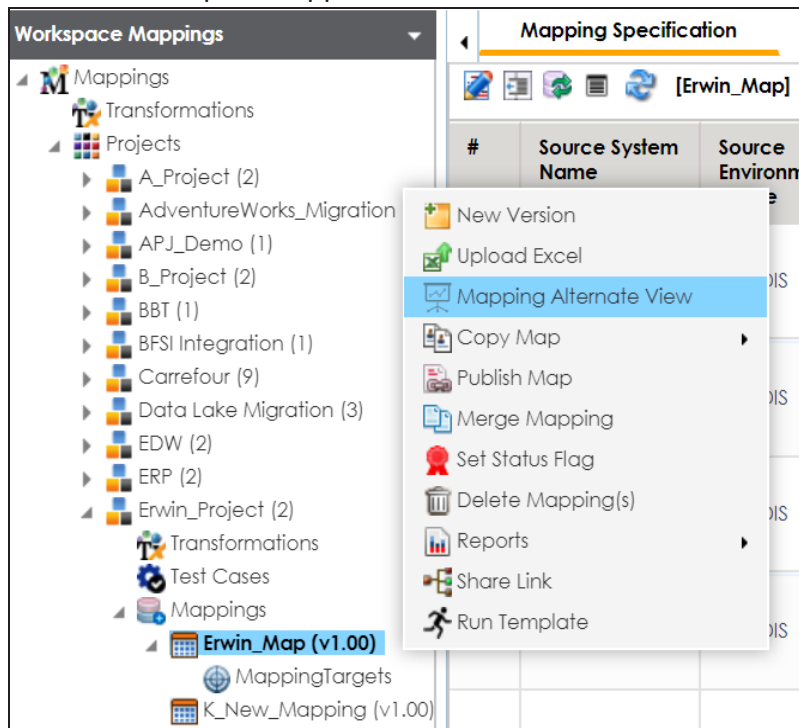 Workspace Mappings
Mappings
Transformations
Projects
A_Project (2)
AdventureWorks_Migration
APJ_Demo (1)
B_Project (2)
BBT (1)
BFSI Integration (1)
Carrefour (9)
Data Lake Migration (3)
EDW (2)
ERP (2)
Erwin_Project (2)
Transformations
Test Cases
Mappings
Erwin_Map (v1.00)
MappingTargets
K_New_Mapping (v1.00)
Mapping Specification
[Erwin_Map]
# Source System Source
Name Environm
New Version
Upload Excel
Mapping Alternate View
Copy Map
Publish Map
Merge Mapping
Set Status Flag
Delete Mapping(s)
Reports
Share Link
Run Template